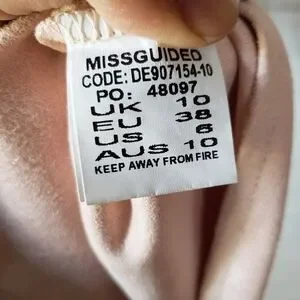 MISSGUIDED
CODE: DE907154-10
PO: 48097
UK 10
EU 38
US 6
AUS 10
KEEP AWAY FROM FIRE